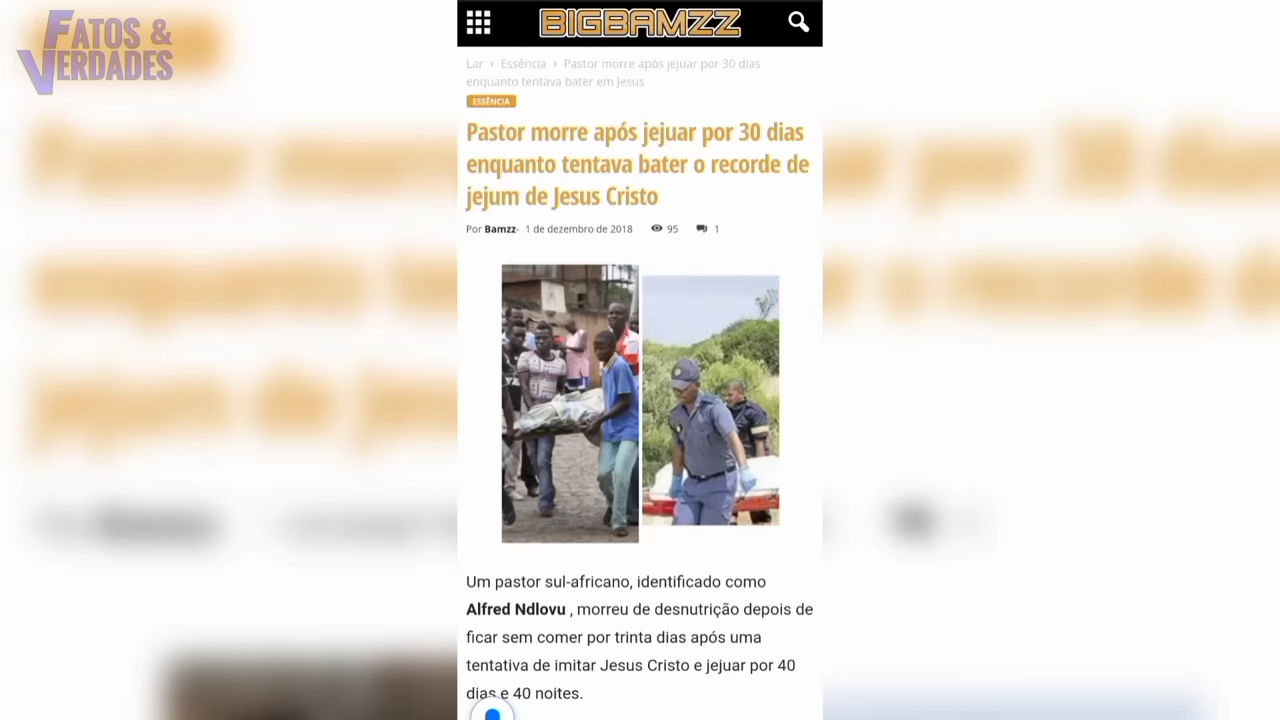 FATOS &
VERDADES
BIGBAMZZ
Lar › Essência › Pastor morre após jejuar por 30 dias
enquanto tentava bater em Jesus
ESSÊNCIA
Pastor morre após jejuar por 30 dias
enquanto tentava bater o recorde de
jejum de Jesus Cristo
Por Bamzz- 1 de dezembro de 2018 95 1
Um pastor sul-africano, identificado como
Alfred Ndlovu , morreu de desnutrição depois de
ficar sem comer por trinta dias após uma
tentativa de imitar Jesus Cristo e jejuar por 40
dias e 40 noites.